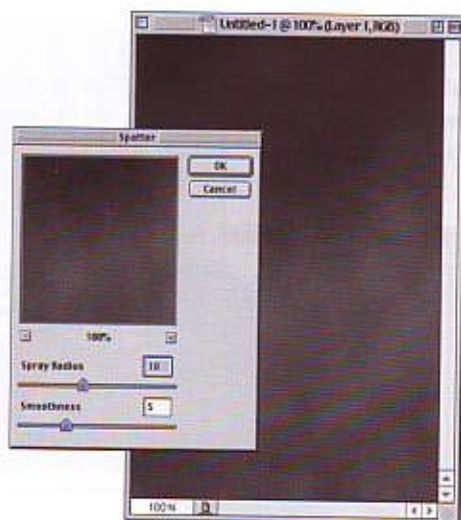 Untitled-1 @ 100% (Layer 1, RGB)
Spatter
OK
Cancel
100%
Spray Radius 10
Smoothness 5
100%